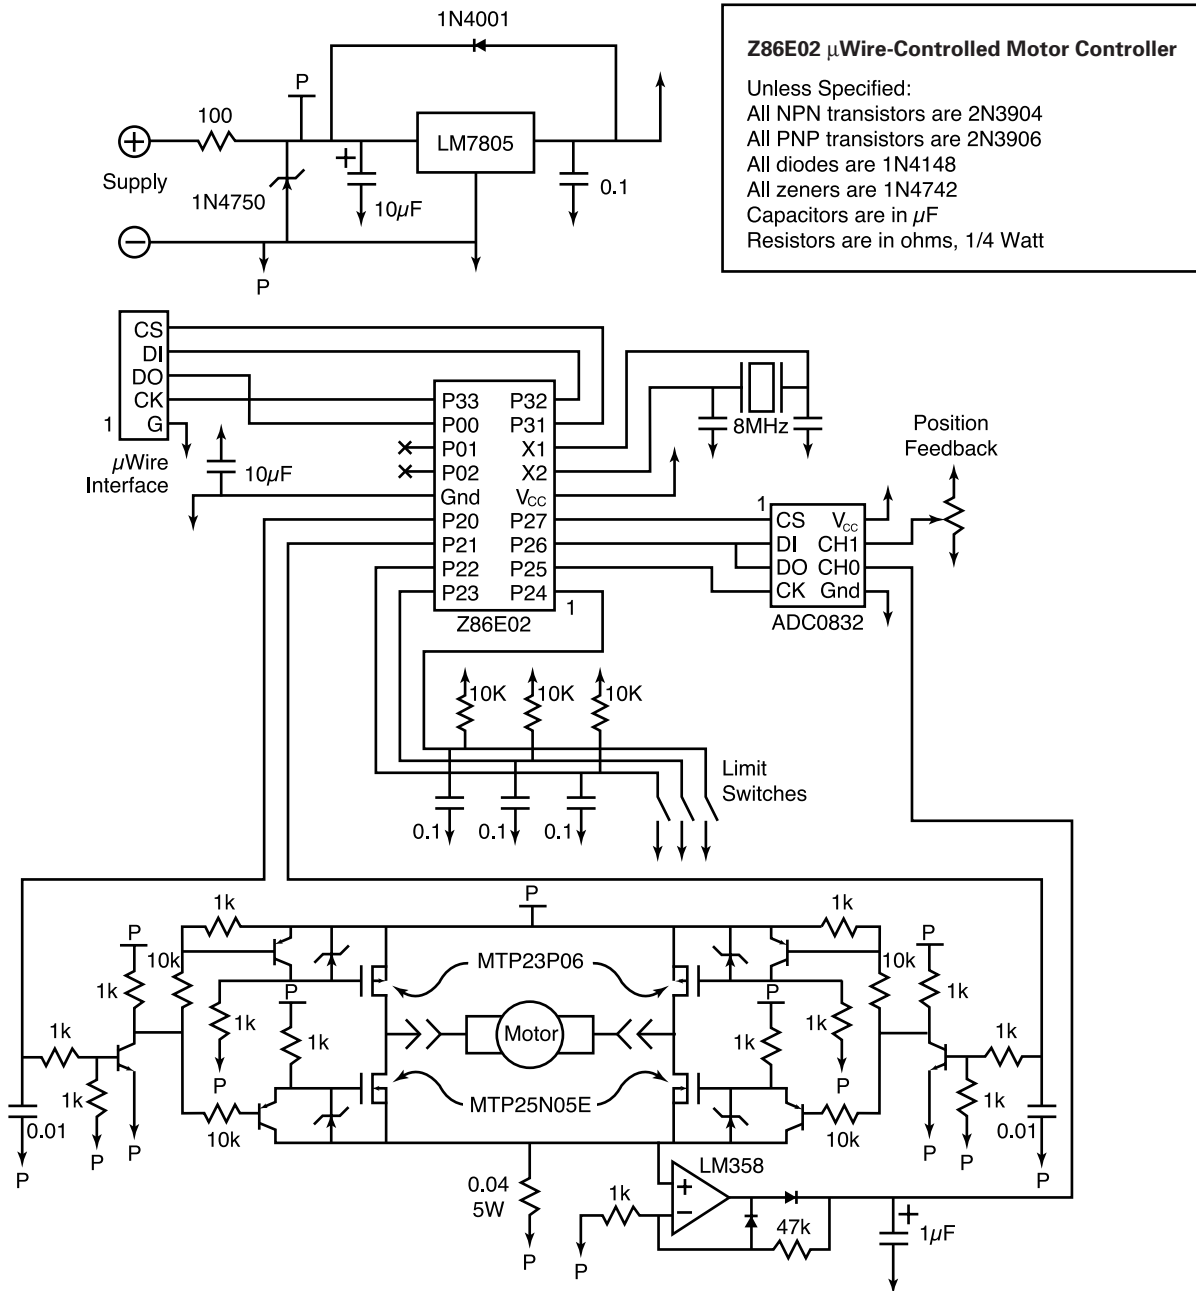 1N4001
P
100
LM7805
Supply
1N4750
10µF
0.1
P
Z86E02 µWire-Controlled Motor Controller
Unless Specified:
All NPN transistors are 2N3904
All PNP transistors are 2N3906
All diodes are 1N4148
All zeners are 1N4742
Capacitors are in µF
Resistors are in ohms, 1/4 Watt
CS
DI
DO
CK
1 G
µWire
Interface
10µF
P33 P32
P00 P31
P01 X1
P02 X2
Gnd VCC
P20 P27
P21 P26
P22 P25
P23 P24
Z86E02
1
8MHz
Position
Feedback
1
CS VCC
DI CH1
DO CH0
CK Gnd
ADC0832
10K 10K 10K
Limit
Switches
0.1 0.1 0.1
P
1k 1k
P P
10k MTP23P06 10k
1k P P 1k
1k 1k 1k 1k
Motor
1k 1k
P P
1k MTP25N05E 1k
0.01 10k 10k 0.01
P P P P P P
LM358
+
−
0.04
5W
1k
47k
+
1µF
P P